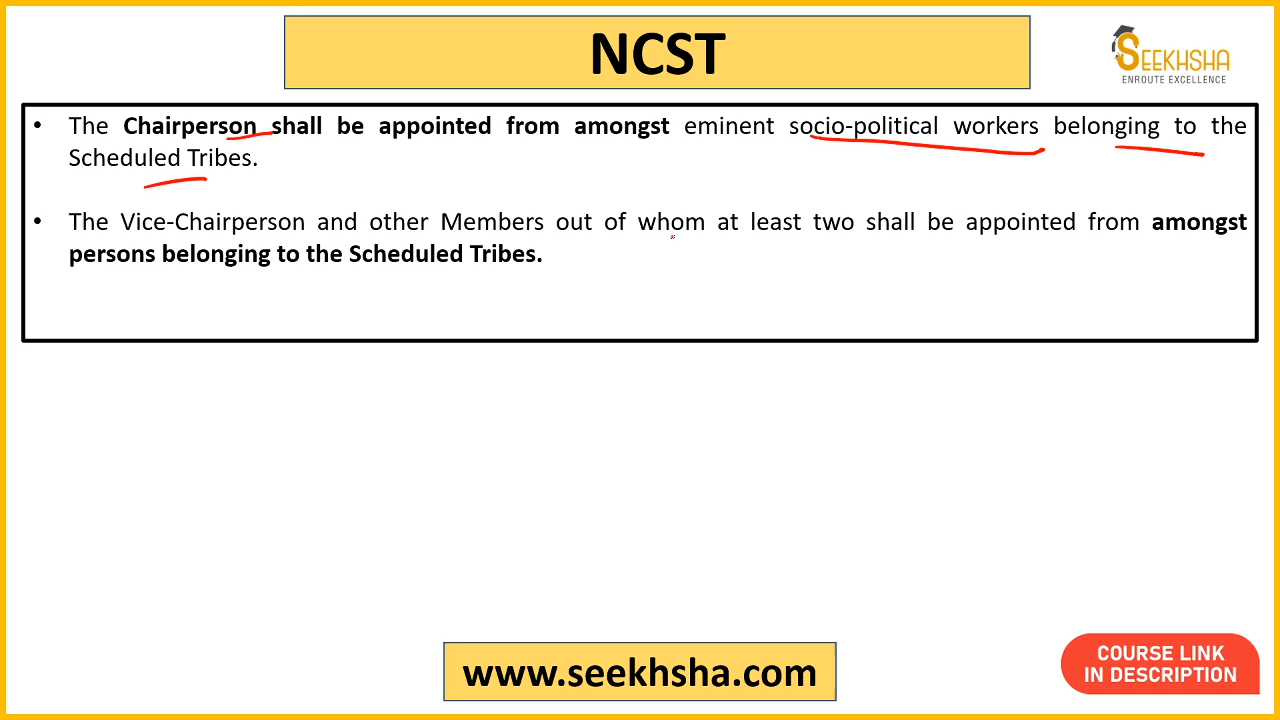 NCST
SEEKHSHA
ENROUTE EXCELLENCE
• The Chairperson shall be appointed from amongst eminent socio-political workers belonging to the
Scheduled Tribes.
• The Vice-Chairperson and other Members out of whom at least two shall be appointed from amongst
persons belonging to the Scheduled Tribes.
www.seekhsha.com
COURSE LINK
IN DESCRIPTION